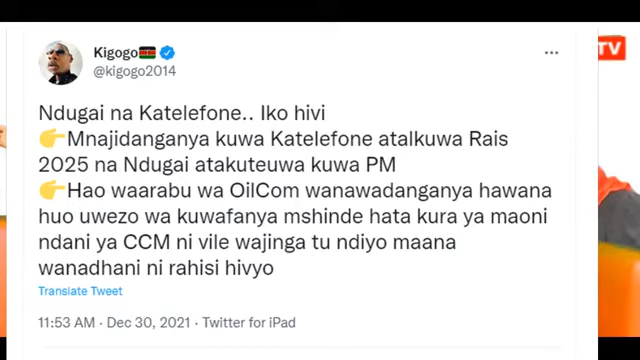 TV
Kigogo🇰🇪
@kigogo2014
Ndugai na Katelefone.. Iko hivi
👉Mnajidanganya kuwa Katelefone atalkuwa Rais
2025 na Ndugai atakuteuwa kuwa PM
👉Hao waarabu wa OilCom wanawadanganya hawana
huo uwezo wa kuwafanya mshinde hata kura ya maoni
ndani ya CCM ni vile wajinga tu ndiyo maana
wanadhani ni rahisi hivyo
Translate Tweet
11:53 AM · Dec 30, 2021 · Twitter for iPad